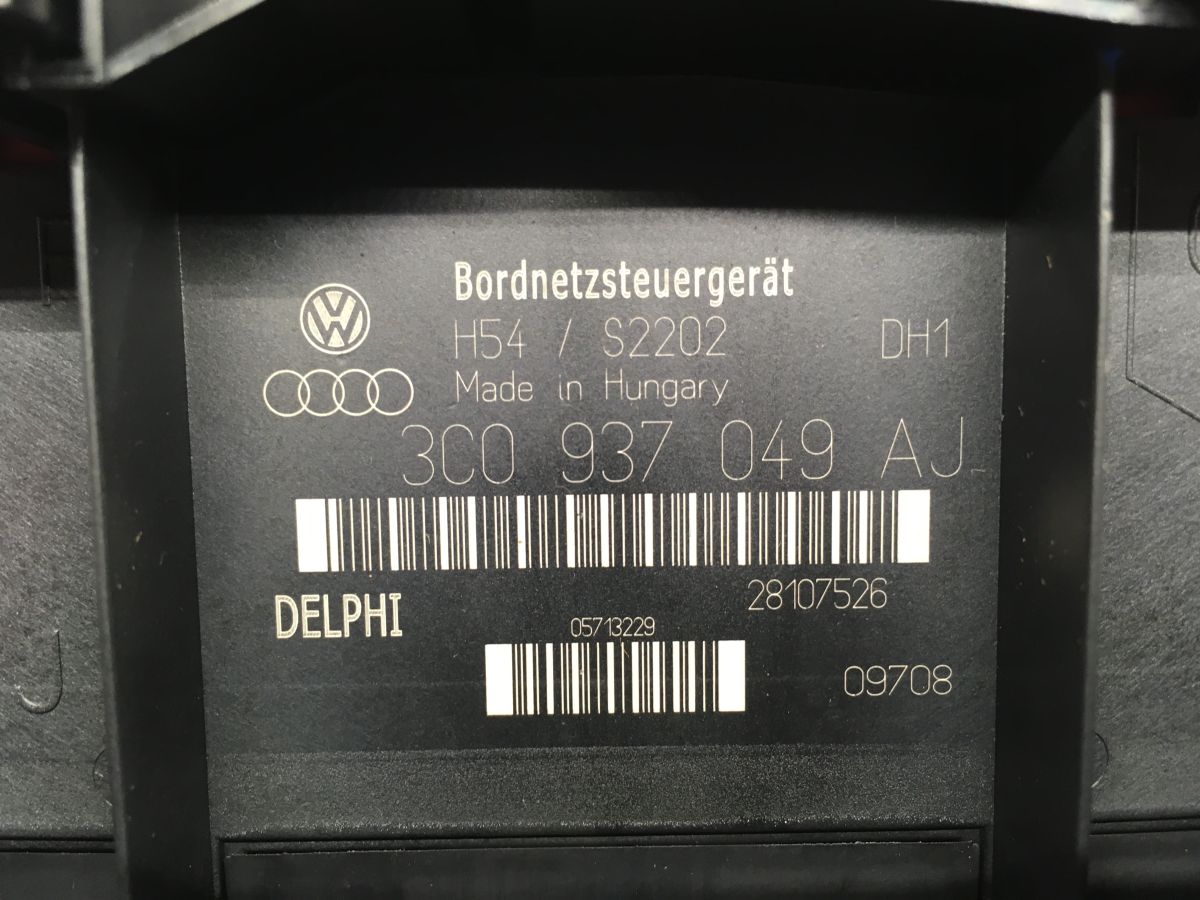 Bordnetzsteuergerät
H54 / S2202 DH1
Made in Hungary
3C0 937 049 AJ
DELPHI
28107526
05713229
09708